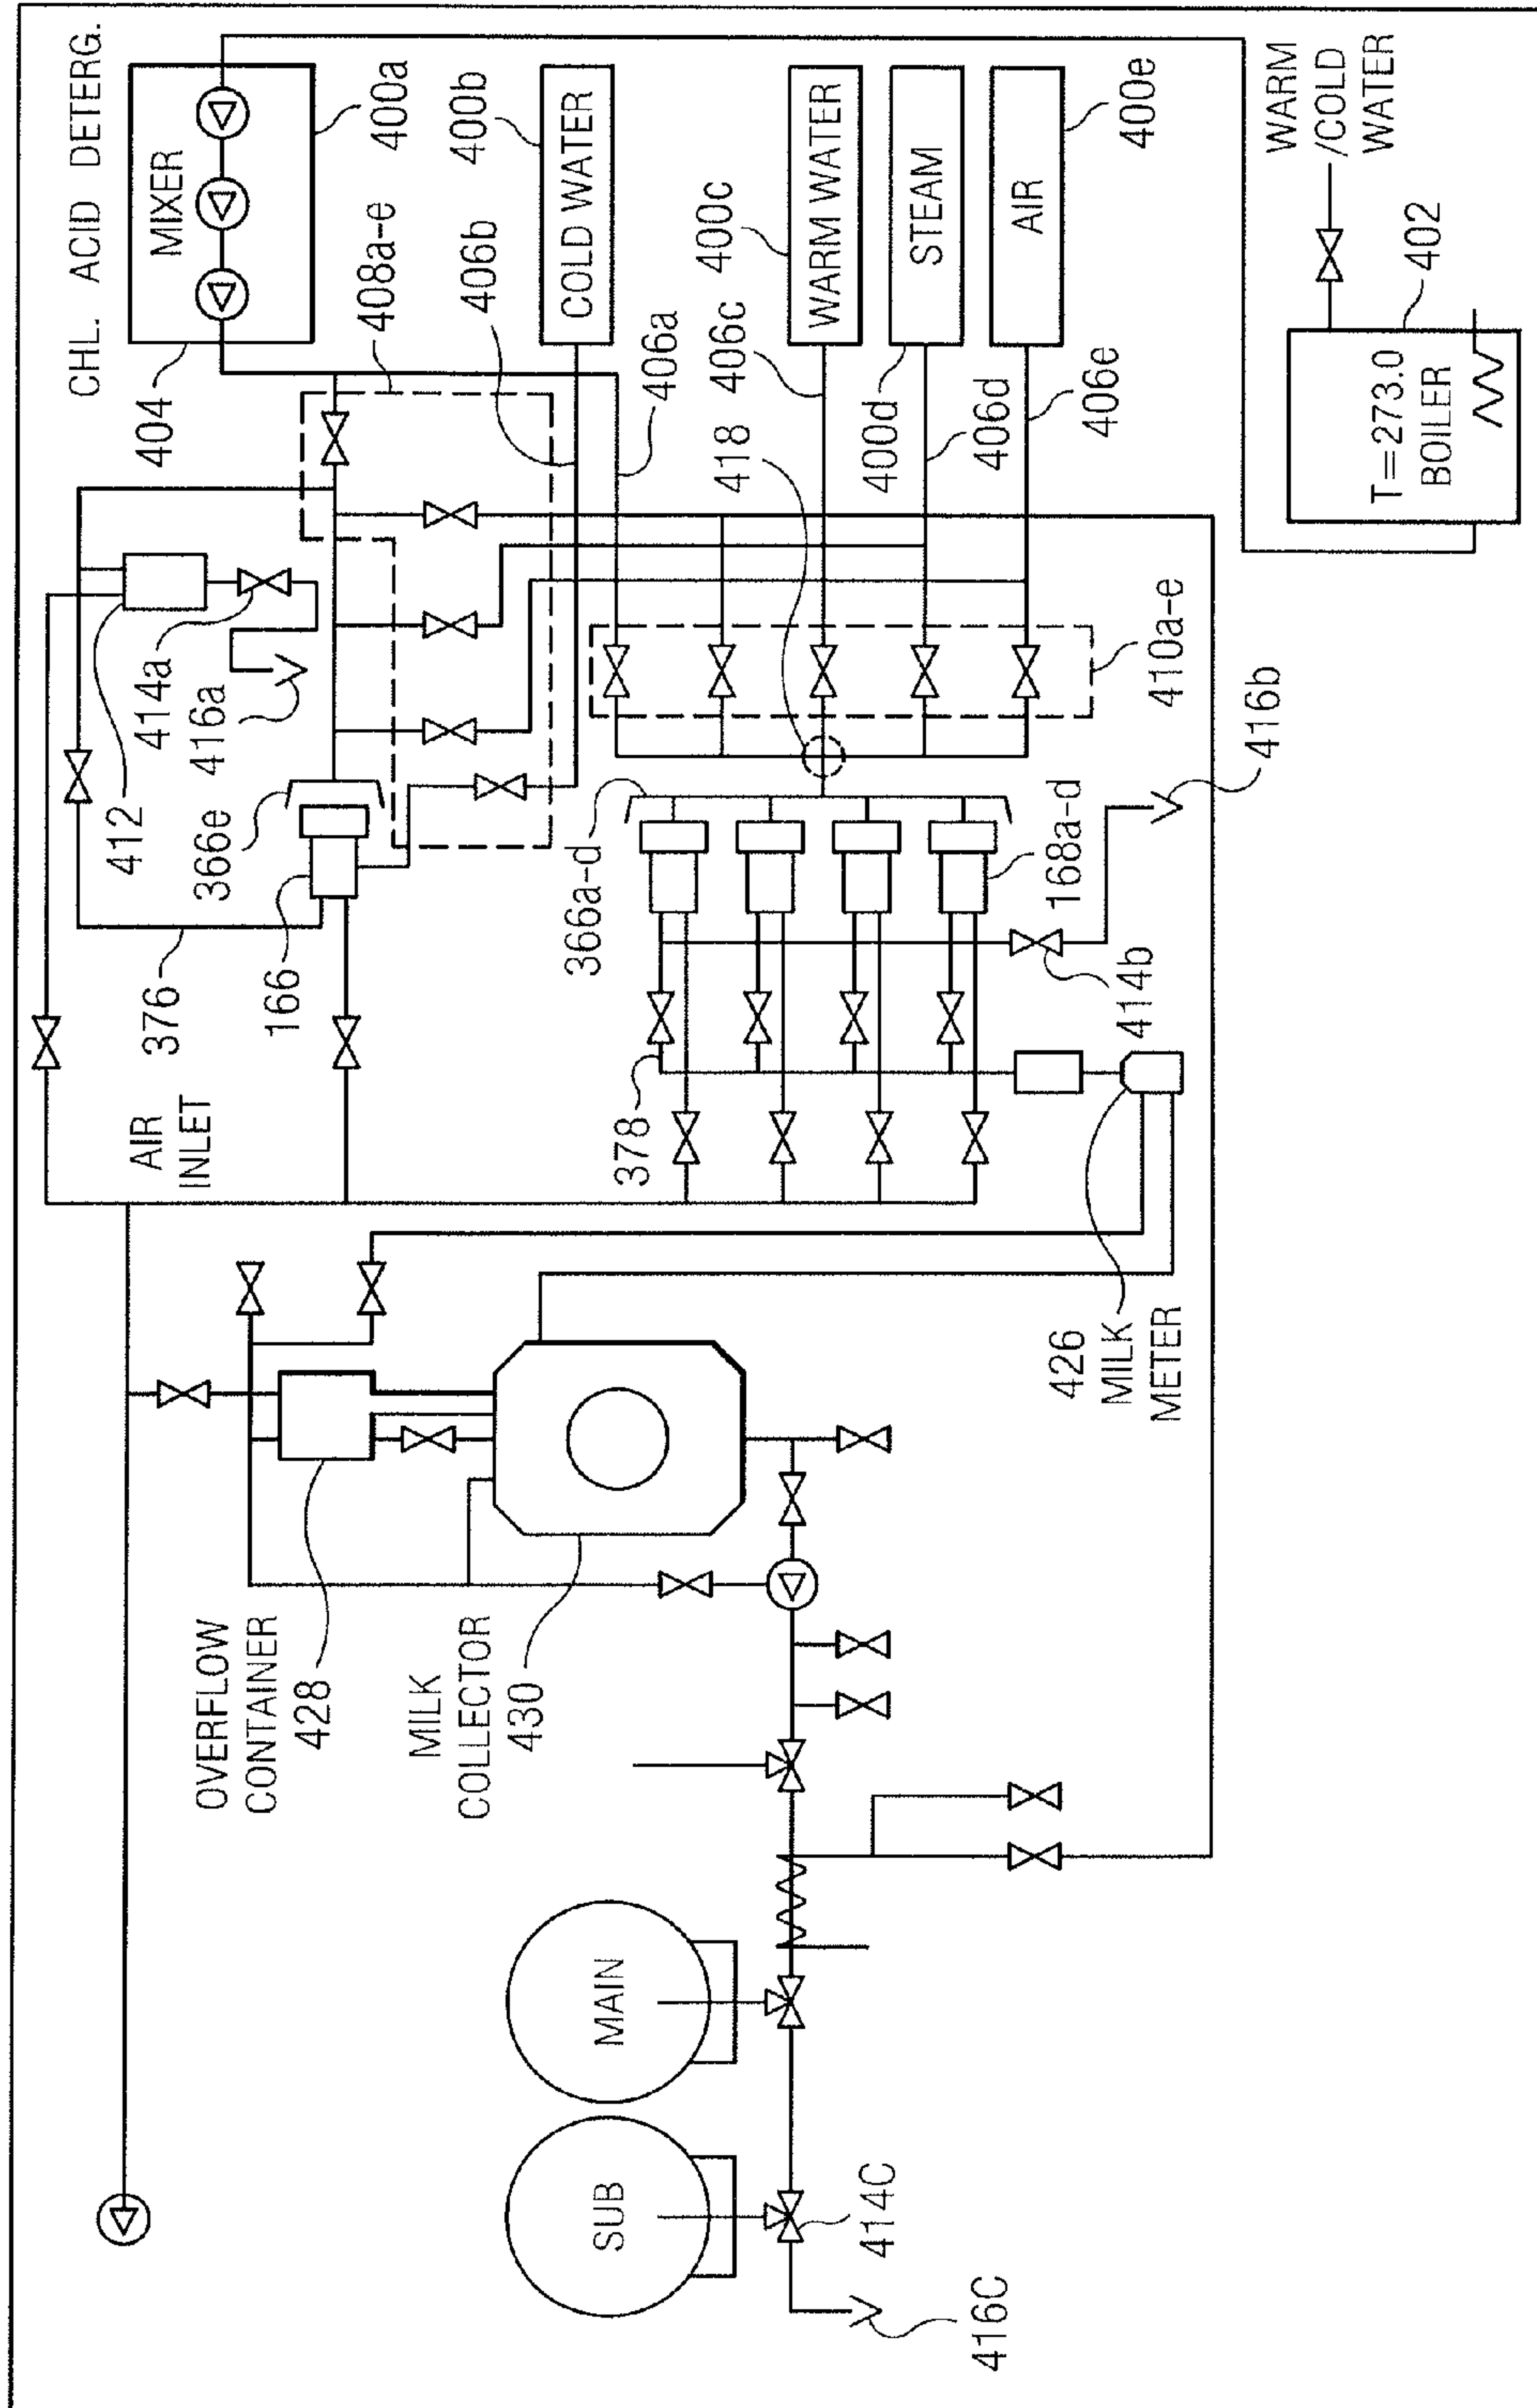 CHL. ACID DETERG.
404
MIXER
400a
412
414a
416a
366e
408a-e
406b
COLD WATER
400b
406a
376
166
AIR
INLET
418
406c
WARM WATER
400c
400d
STEAM
406d
406e
AIR
400e
366a-d
168a-d
410a-e
416b
378
414b
WARM
/COLD
WATER
T=273.0
BOILER
402
426
MILK
METER
OVERFLOW
CONTAINER
428
MILK
COLLECTOR
430
MAIN
SUB
414C
416C